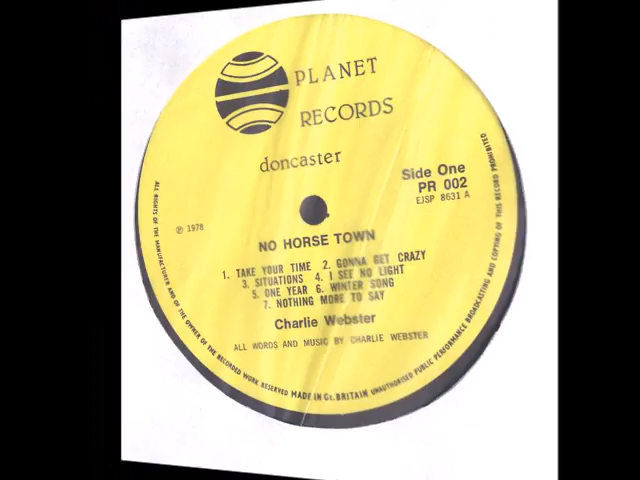 PLANET
RECORDS
doncaster
Side One
PR 002
EJSP 8631 A
℗ 1978
NO HORSE TOWN
1. TAKE YOUR TIME 2. GONNA GET CRAZY
3. SITUATIONS 4. I SEE NO LIGHT
5. ONE YEAR 6. WINTER SONG
7. NOTHING MORE TO SAY
Charlie Webster
ALL WORDS AND MUSIC BY CHARLIE WEBSTER
ALL RIGHTS OF THE MANUFACTURER AND OF THE OWNER OF THE RECORDED WORK RESERVED MADE IN Gt. BRITAIN UNAUTHORISED PUBLIC PERFORMANCE BROADCASTING AND COPYING OF THIS RECORD PROHIBITED